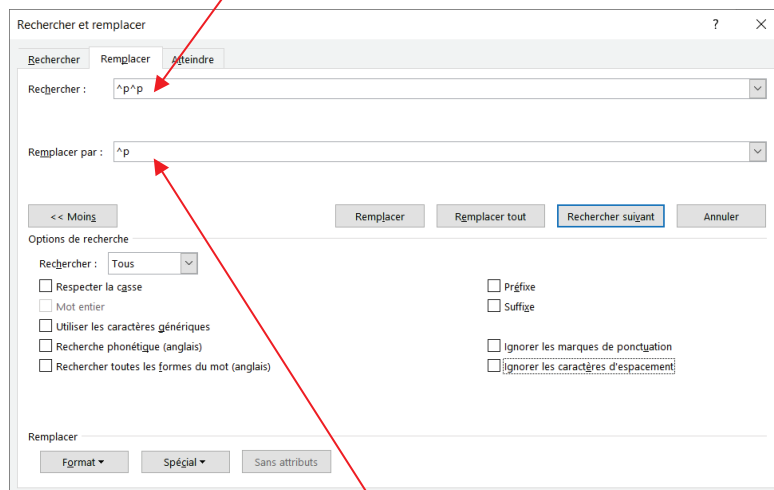 Rechercher et remplacer ? ×
Rechercher Remplacer Atteindre
Rechercher : ^p^p
Remplacer par : ^p
<< Moins Remplacer Remplacer tout Rechercher suivant Annuler
Options de recherche
Rechercher : Tous
Respecter la casse Préfixe
Mot entier Suffixe
Utiliser les caractères génériques
Recherche phonétique (anglais) Ignorer les marques de ponctuation
Rechercher toutes les formes du mot (anglais) Ignorer les caractères d'espacement
Remplacer
Format Spécial Sans attributs